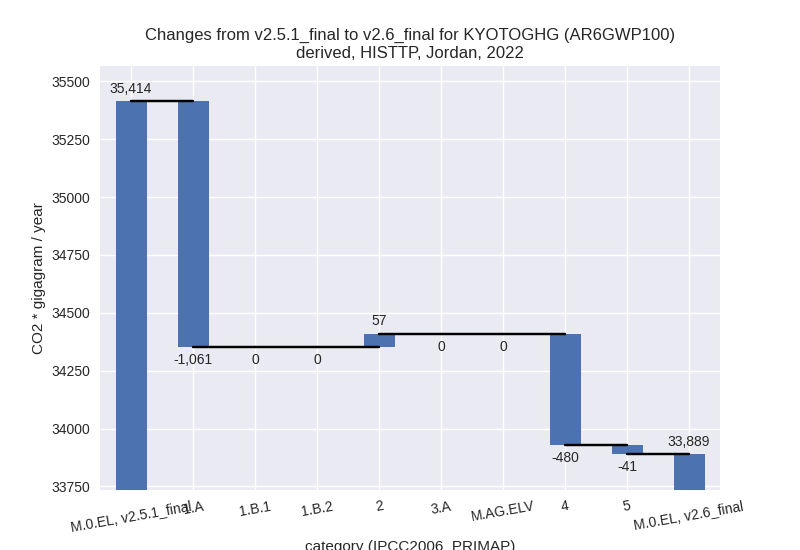 Changes from v2.5.1_final to v2.6_final for KYOTOGHG (AR6GWP100)
derived, HISTTP, Jordan, 2022
CO2 * gigagram / year
35500
35250
35000
34750
34500
34250
34000
33750
35,414
-1,061
0
0
57
0
0
-480
-41
33,889
M.0.EL, v2.5.1_final
1.A
1.B.1
1.B.2
2
3.A
M.AG.ELV
4
5
M.0.EL, v2.6_final
category (IPCC2006_PRIMAP)